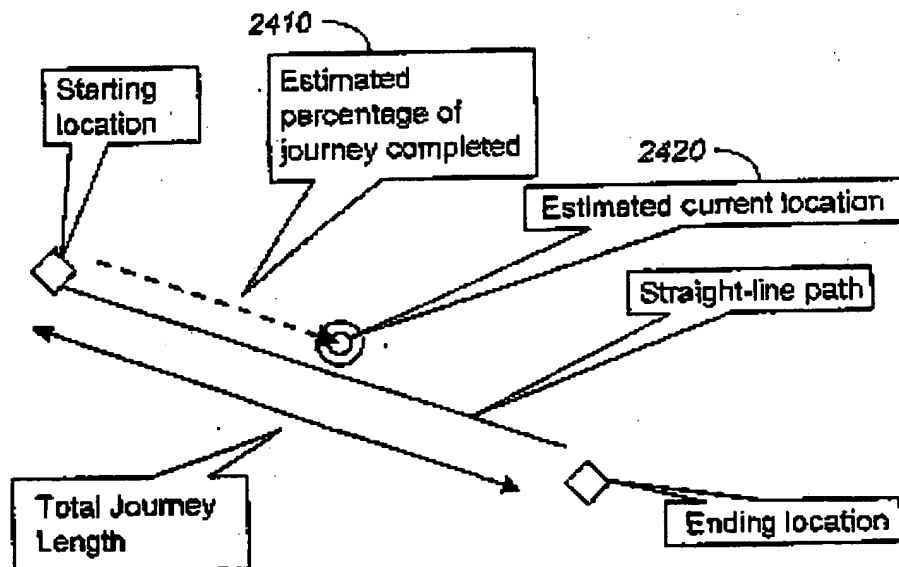 2410
Starting
location
Estimated
percentage of
journey completed
2420
Estimated current location
Straight-line path
Total Journey
Length
Ending location